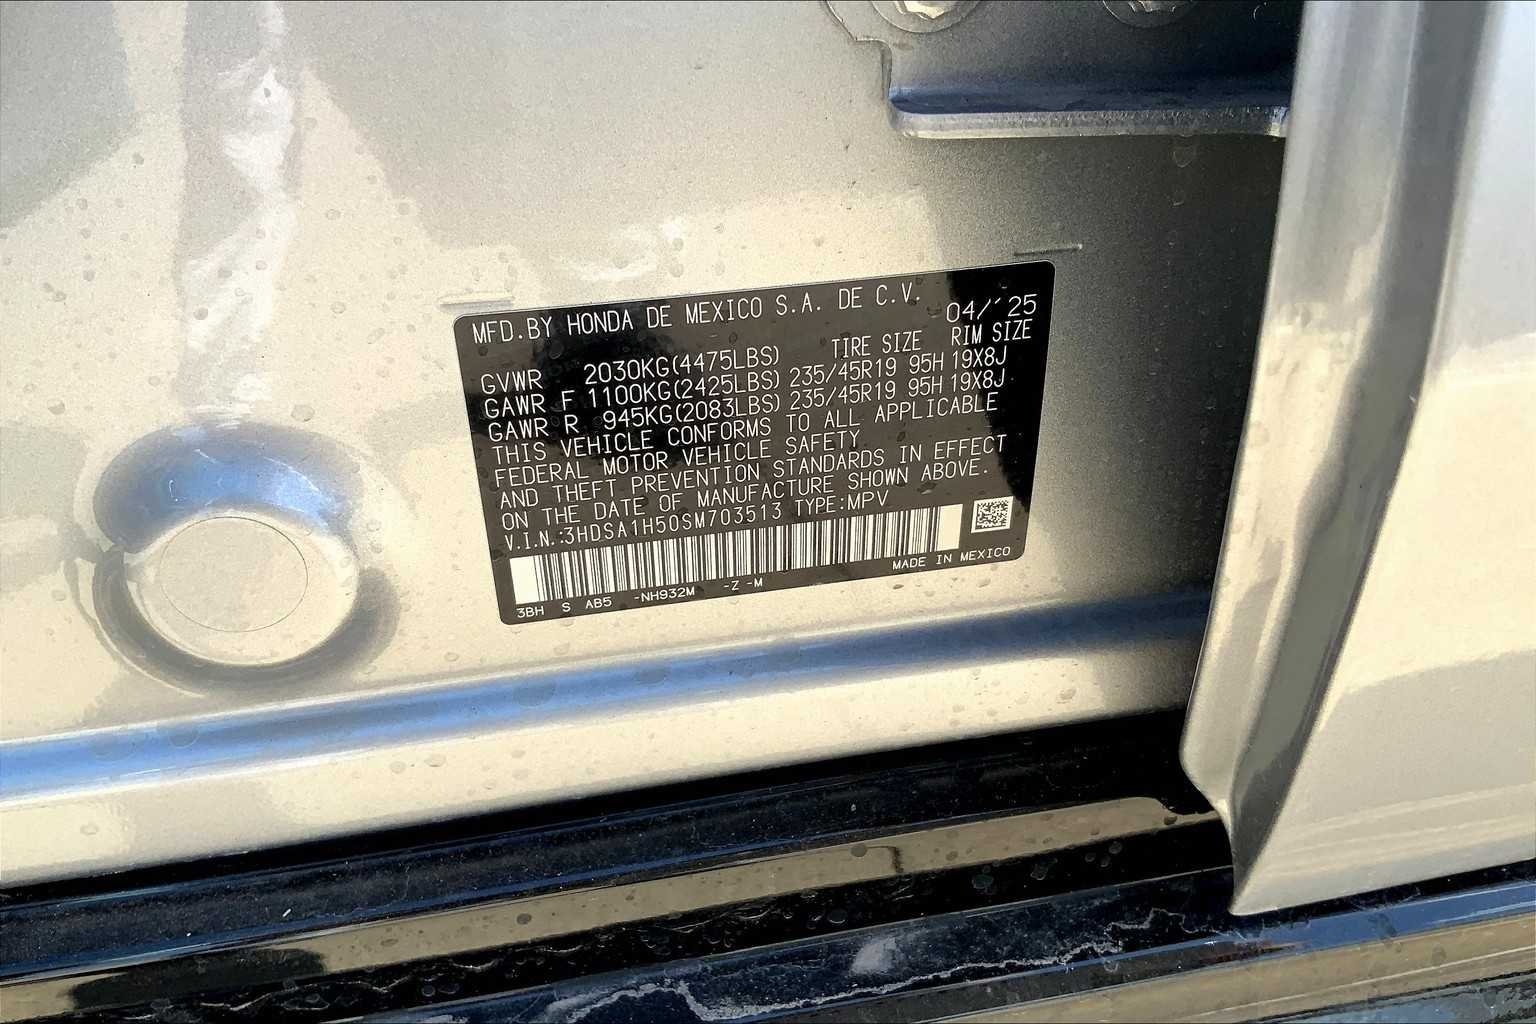 MFD.BY HONDA DE MEXICO S.A. DE C.V.
04/´25
TIRE SIZE RIM SIZE
GVWR 2030KG(4475LBS)
GAWR F 1100KG(2425LBS) 235/45R19 95H 19X8J
GAWR R 945KG(2083LBS) 235/45R19 95H 19X8J
THIS VEHICLE CONFORMS TO ALL APPLICABLE
FEDERAL MOTOR VEHICLE SAFETY
AND THEFT PREVENTION STANDARDS IN EFFECT
ON THE DATE OF MANUFACTURE SHOWN ABOVE.
V.I.N.:3HDSA1H50SM703513 TYPE:MPV
MADE IN MEXICO
3BH S AB5 -NH932M -Z -M